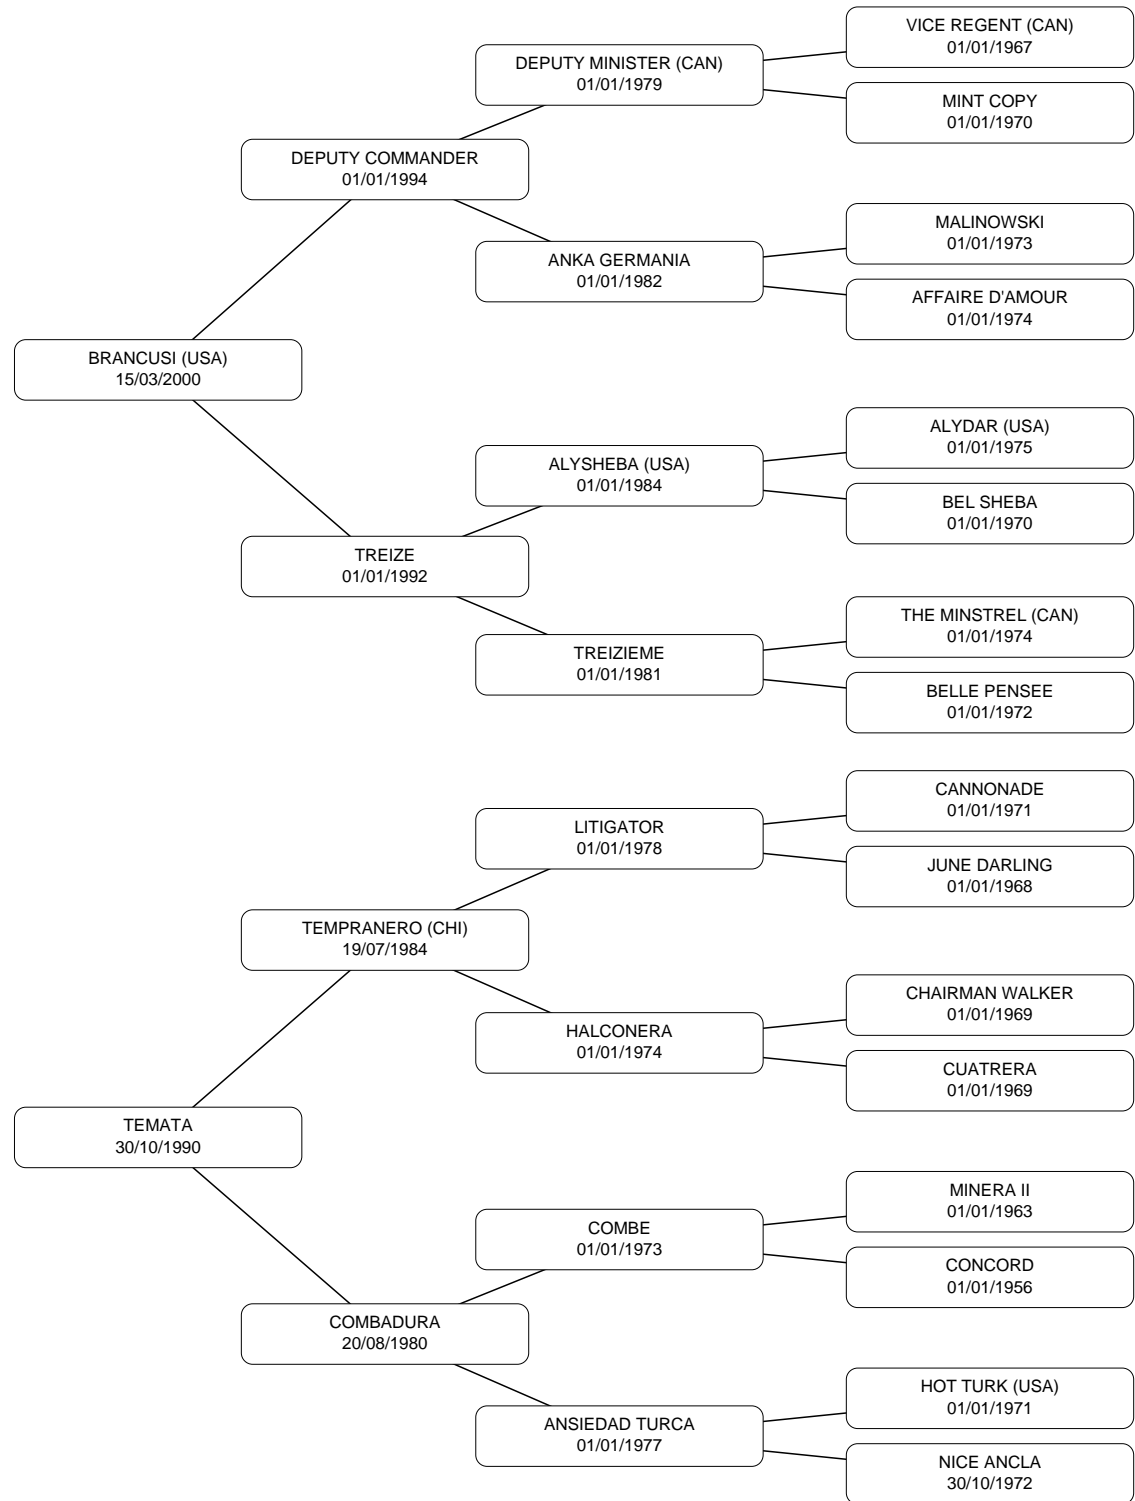 VICE REGENT (CAN)
01/01/1967
DEPUTY MINISTER (CAN)
01/01/1979
MINT COPY
01/01/1970
DEPUTY COMMANDER
01/01/1994
MALINOWSKI
01/01/1973
ANKA GERMANIA
01/01/1982
AFFAIRE D'AMOUR
01/01/1974
BRANCUSI (USA)
15/03/2000
ALYDAR (USA)
01/01/1975
ALYSHEBA (USA)
01/01/1984
BEL SHEBA
01/01/1970
TREIZE
01/01/1992
THE MINSTREL (CAN)
01/01/1974
TREIZIEME
01/01/1981
BELLE PENSEE
01/01/1972
CANNONADE
01/01/1971
LITIGATOR
01/01/1978
JUNE DARLING
01/01/1968
TEMPRANERO (CHI)
19/07/1984
CHAIRMAN WALKER
01/01/1969
HALCONERA
01/01/1974
CUATRERA
01/01/1969
TEMATA
30/10/1990
MINERA II
01/01/1963
COMBE
01/01/1973
CONCORD
01/01/1956
COMBADURA
20/08/1980
HOT TURK (USA)
01/01/1971
ANSIEDAD TURCA
01/01/1977
NICE ANCLA
30/10/1972